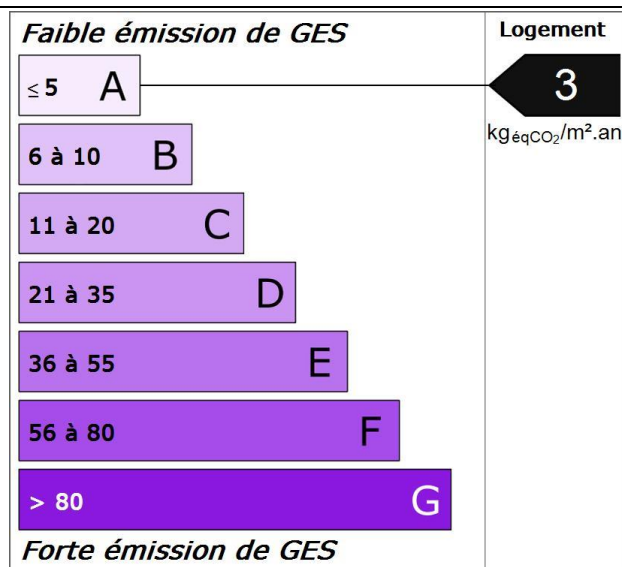 Faible émission de GES
Logement
≤ 5 A
3
kgéqCO₂/m².an
6 à 10 B
11 à 20 C
21 à 35 D
36 à 55 E
56 à 80 F
> 80 G
Forte émission de GES